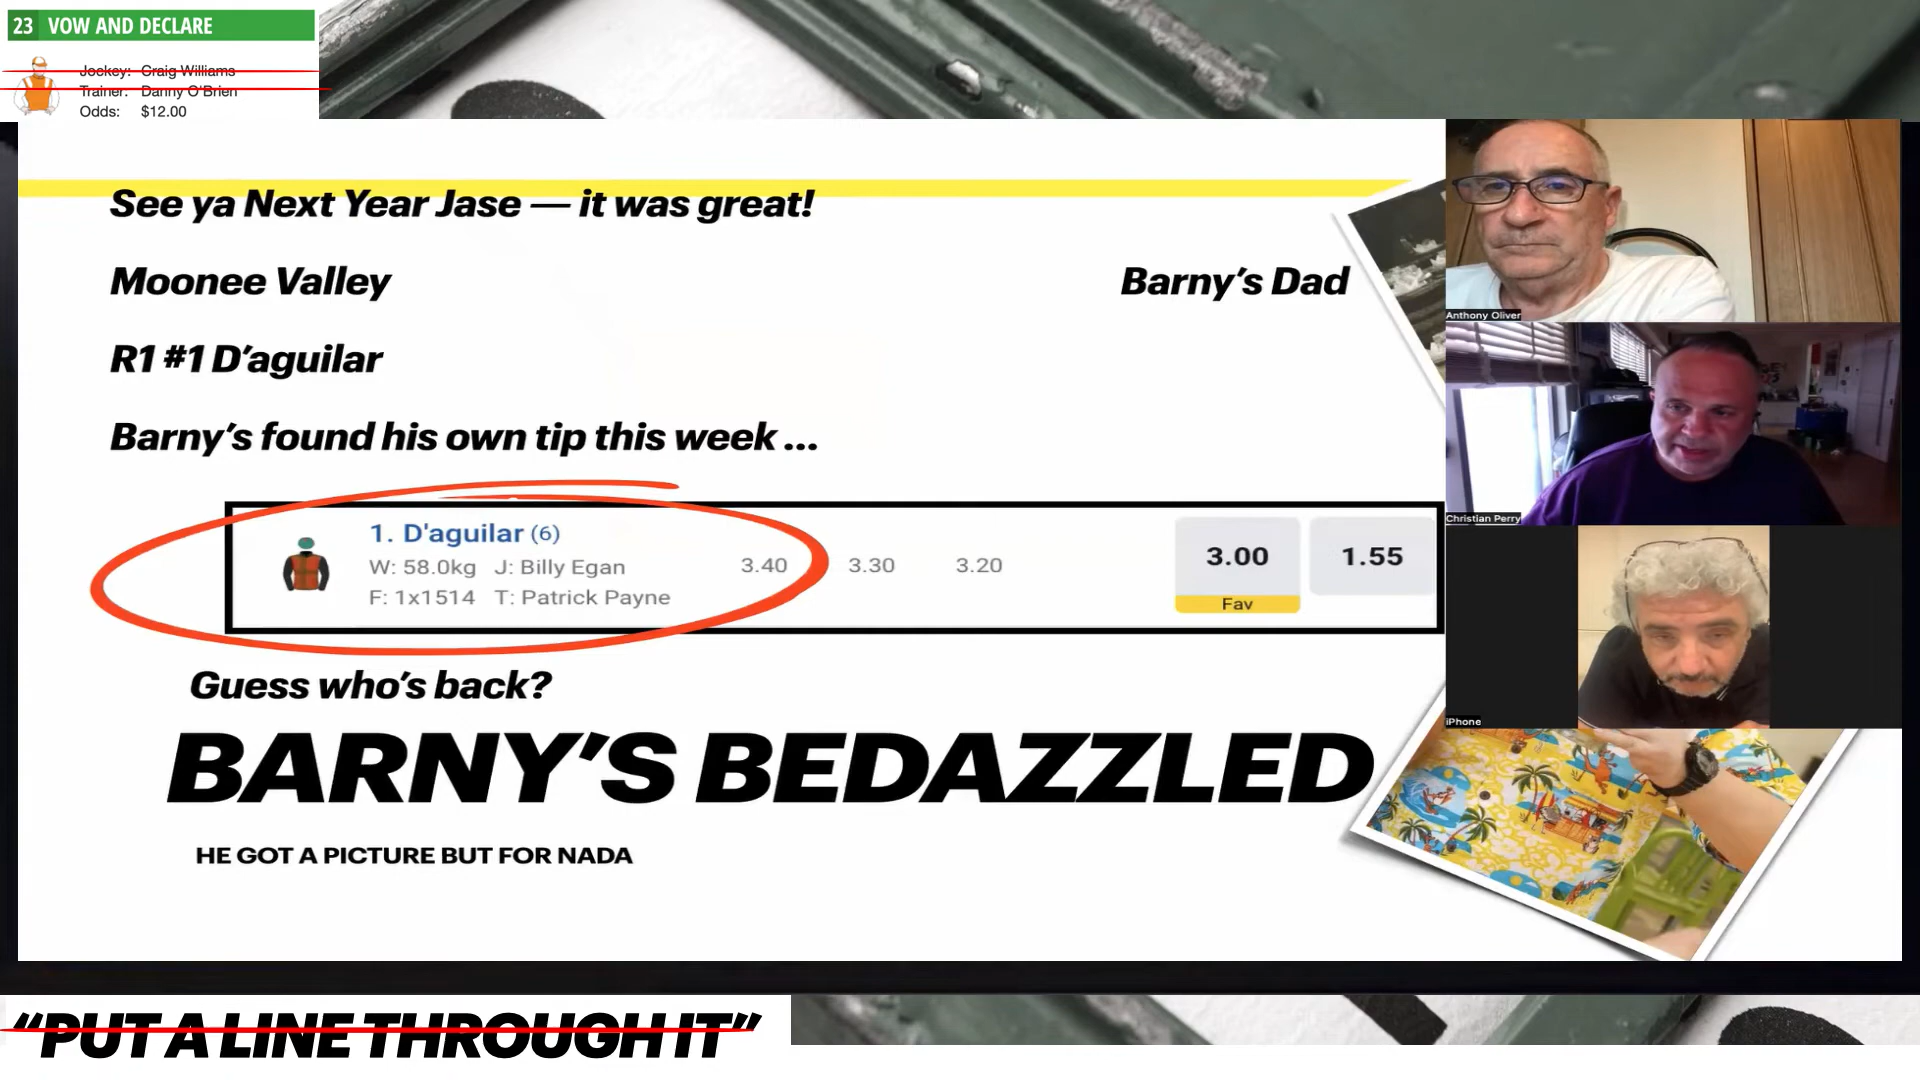 23 VOW AND DECLARE
Jockey: Craig Williams
Trainer: Danny O'Brien
Odds: $12.00
See ya Next Year Jase — it was great!
Moonee Valley
Barny's Dad
R1 #1 D'aguilar
Barny's found his own tip this week ...
1. D'aguilar (6)
W: 58.0kg J: Billy Egan
F: 1x1514 T: Patrick Payne
3.40 3.30 3.20 3.00 1.55
Fav
Guess who's back?
BARNY'S BEDAZZLED
HE GOT A PICTURE BUT FOR NADA
Anthony Oliver
Christian Perry
iPhone
"PUT A LINE THROUGH IT"